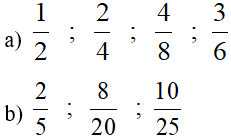 a) 1/2 ; 2/4 ; 4/8 ; 3/6
b) 2/5 ; 8/20 ; 10/25